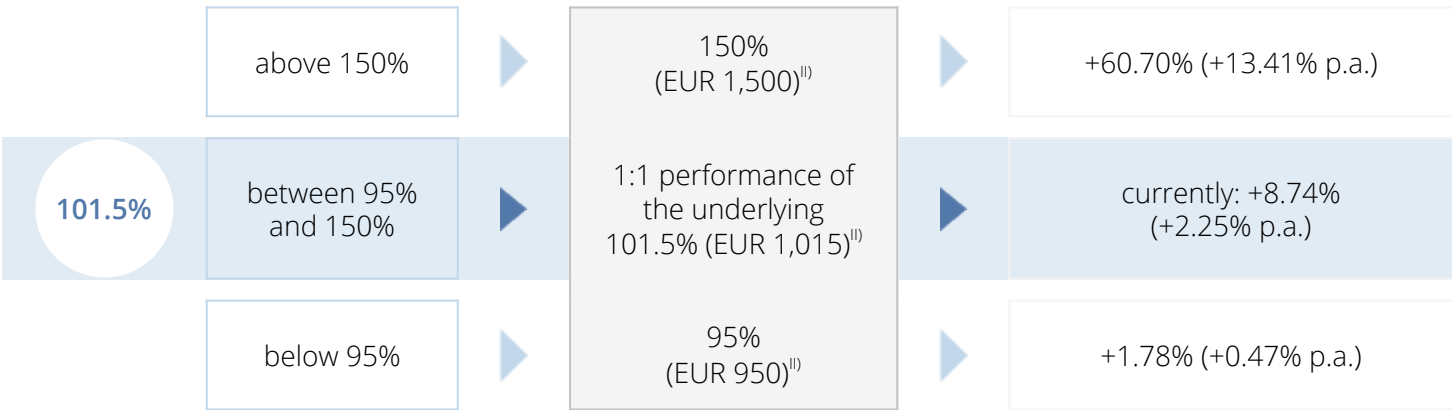 above 150%
150%
(EUR 1,500)II)
+60.70% (+13.41% p.a.)
101.5%
between 95%
and 150%
1:1 performance of
the underlying
101.5% (EUR 1,015)II)
currently: +8.74%
(+2.25% p.a.)
below 95%
95%
(EUR 950)II)
+1.78% (+0.47% p.a.)